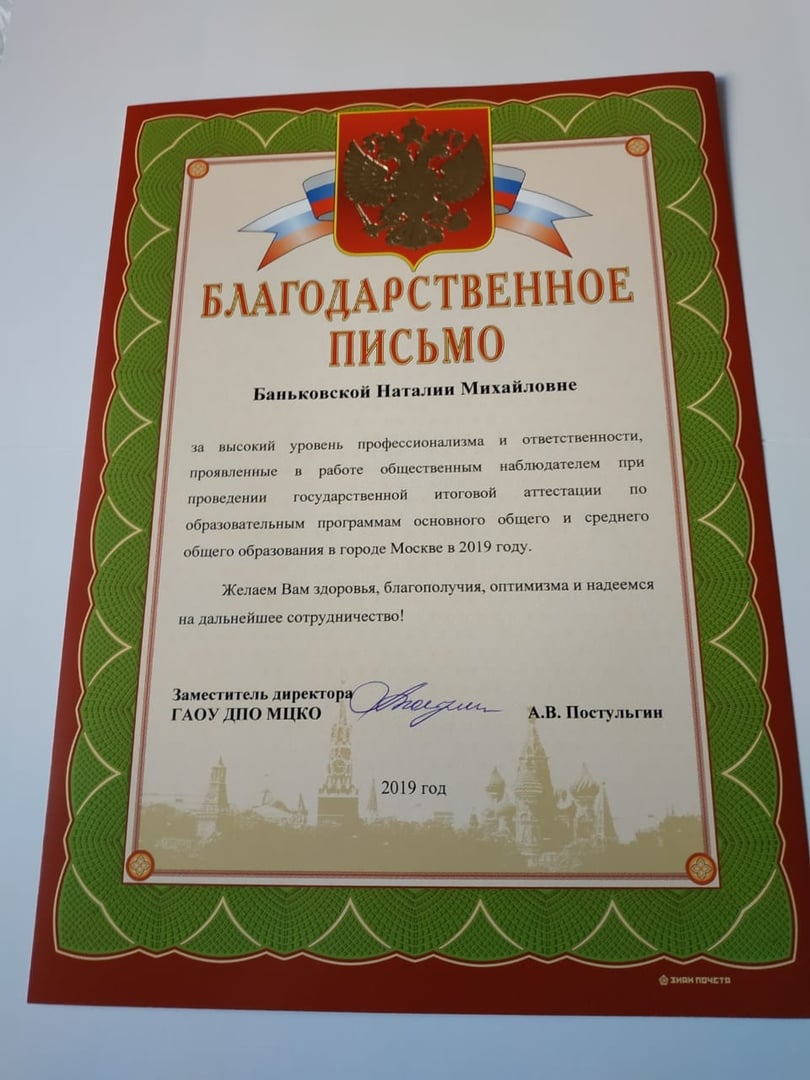 БЛАГОДАРСТВЕННОЕ
ПИСЬМО
Баньковской Наталии Михайловне
за высокий уровень профессионализма и ответственности,
проявленные в работе общественным наблюдателем при
проведении государственной итоговой аттестации по
образовательным программам основного общего и среднего
общего образования в городе Москве в 2019 году.
Желаем Вам здоровья, благополучия, оптимизма и надеемся
на дальнейшее сотрудничество!
Заместитель директора
ГАОУ ДПО МЦКО
А.В. Постульгин
2019 год
ЗНАК ПОЧЕТА